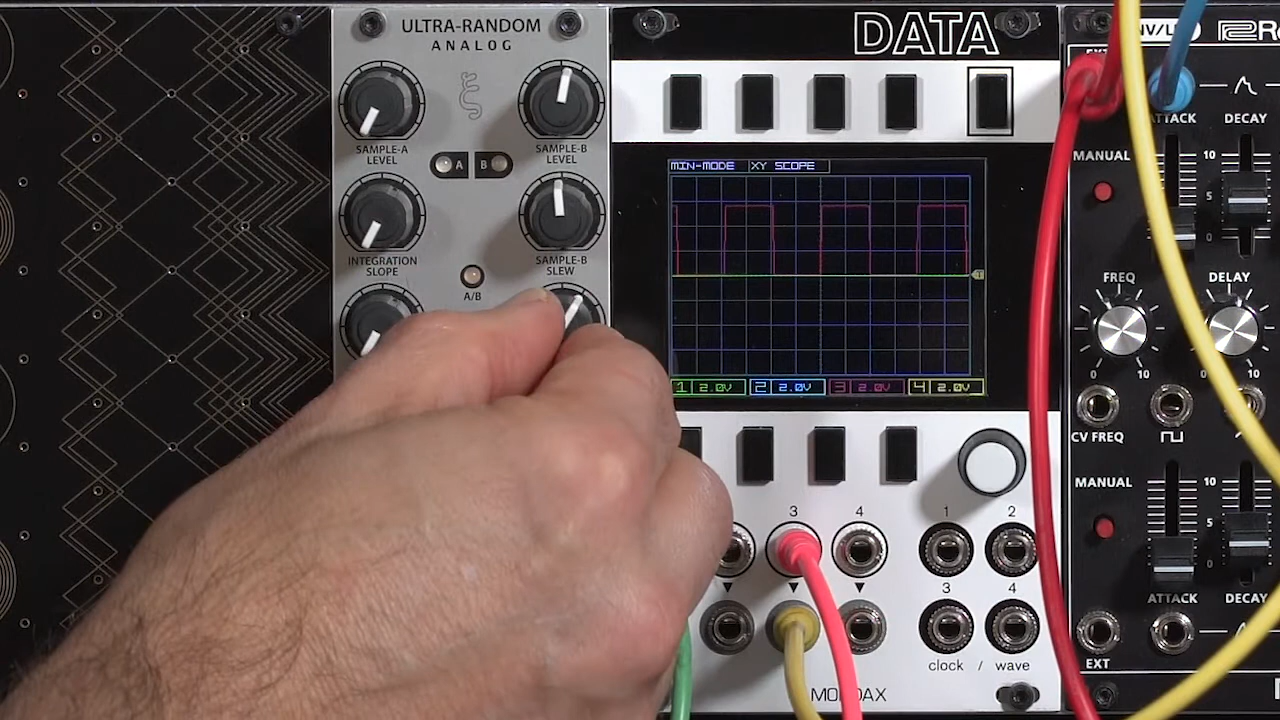 ULTRA-RANDOM
ANALOG
SAMPLE-A
LEVEL
SAMPLE-B
LEVEL
A
B
INTEGRATION
SLOPE
SAMPLE-B
SLEW
A/B
DATA
MIN-MODE
XY SCOPE
1
1 2.0V
2 2.0V
3 2.0V
4 2.0V
3
4
1
2
3
4
clock / wave
ATTACK
DECAY
MANUAL
10
5
0
FREQ
DELAY
0
10
0
10
CV FREQ
MANUAL
10
5
0
ATTACK
DECAY
EXT